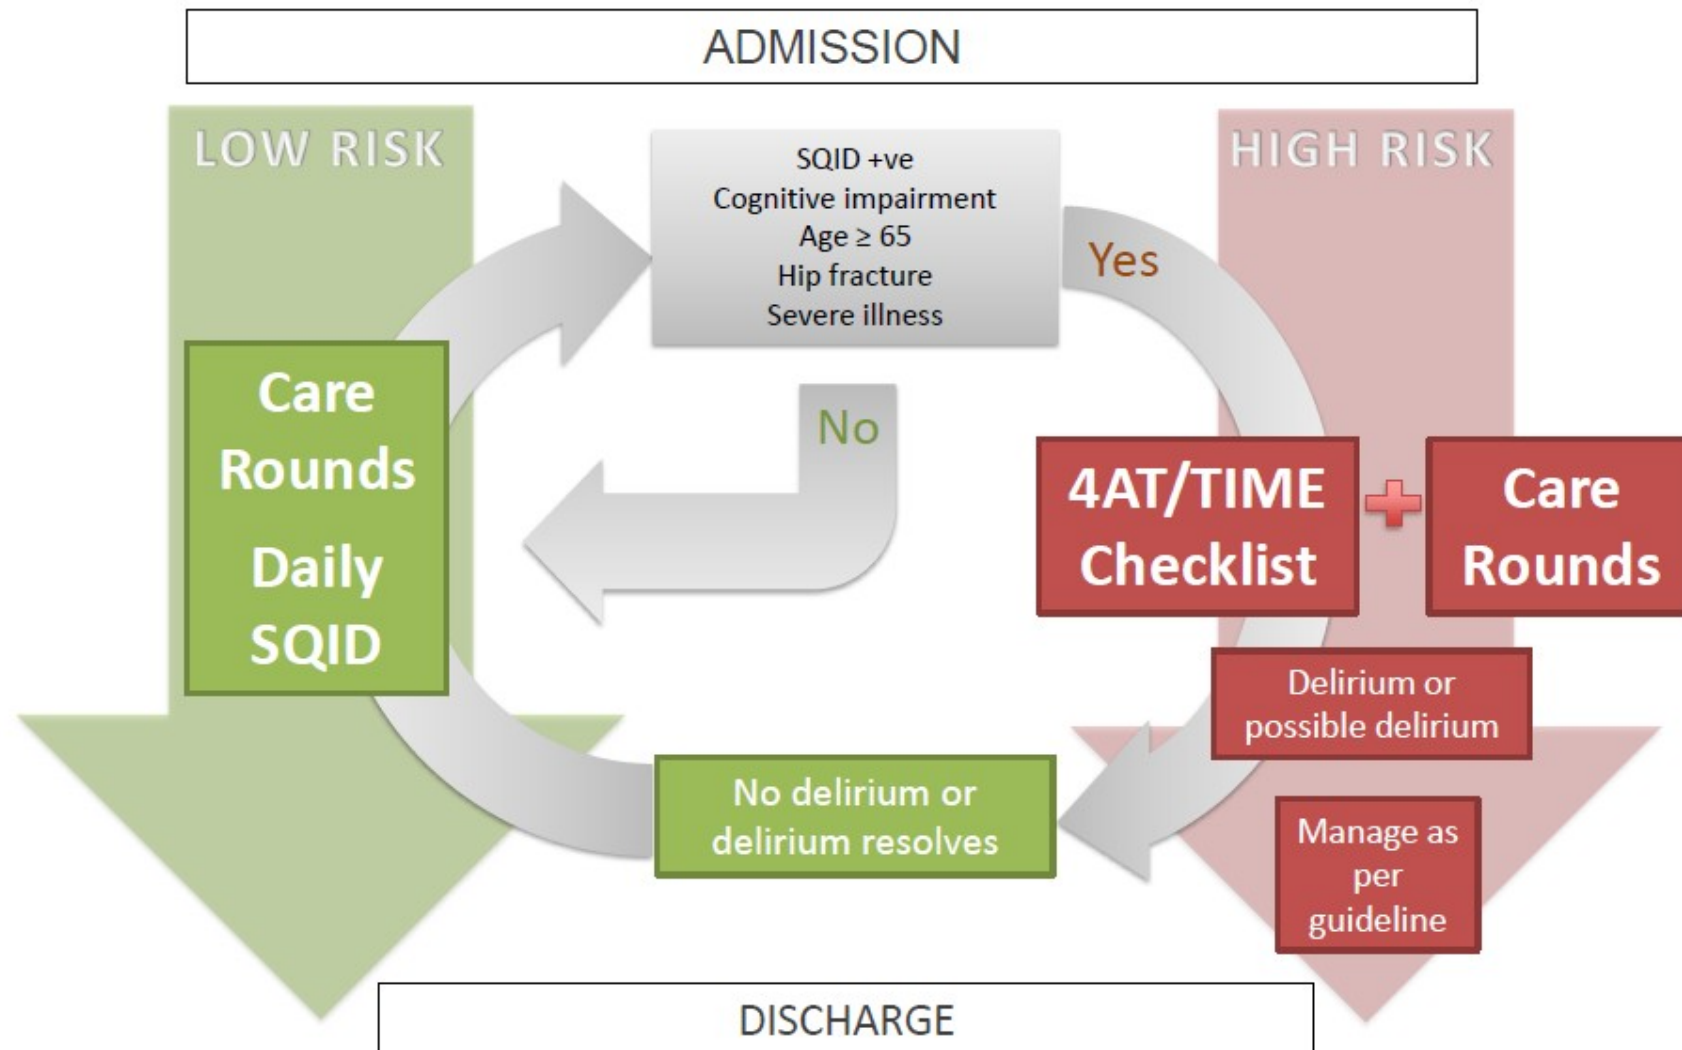 ADMISSION
LOW RISK
HIGH RISK
SQID +ve
Cognitive impairment
Age ≥ 65
Hip fracture
Severe illness
Yes
No
Care
Rounds
Daily
SQID
4AT/TIME
Checklist
Care
Rounds
Delirium or
possible delirium
No delirium or
delirium resolves
Manage as
per
guideline
DISCHARGE